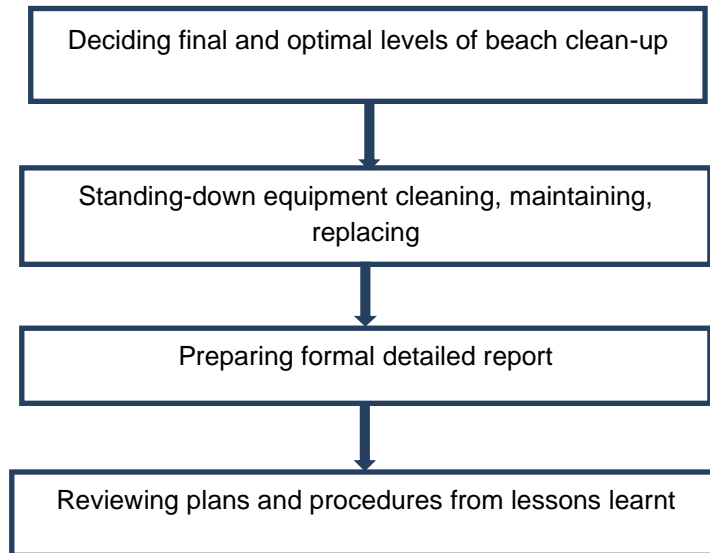 Deciding final and optimal levels of beach clean-up
Standing-down equipment cleaning, maintaining,
replacing
Preparing formal detailed report
Reviewing plans and procedures from lessons learnt